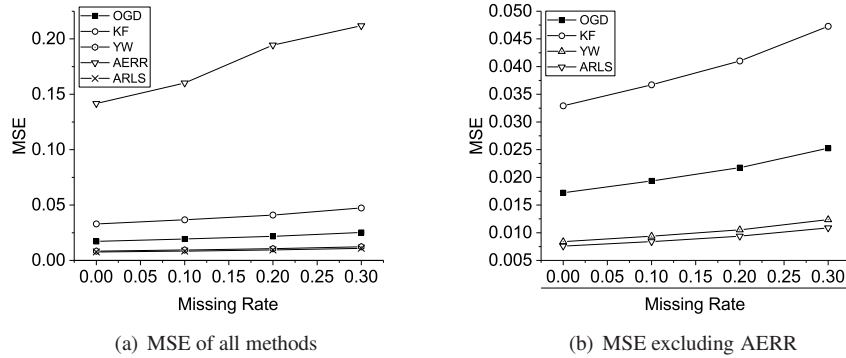 OGD
KF
YW
AERR
ARLS
0.20
0.15
0.10
0.05
0.00
MSE
0.00 0.05 0.10 0.15 0.20 0.25 0.30
Missing Rate
(a) MSE of all methods
OGD
KF
YW
ARLS
0.050
0.045
0.040
0.035
0.030
0.025
0.020
0.015
0.010
0.005
MSE
0.00 0.05 0.10 0.15 0.20 0.25 0.30
Missing Rate
(b) MSE excluding AERR